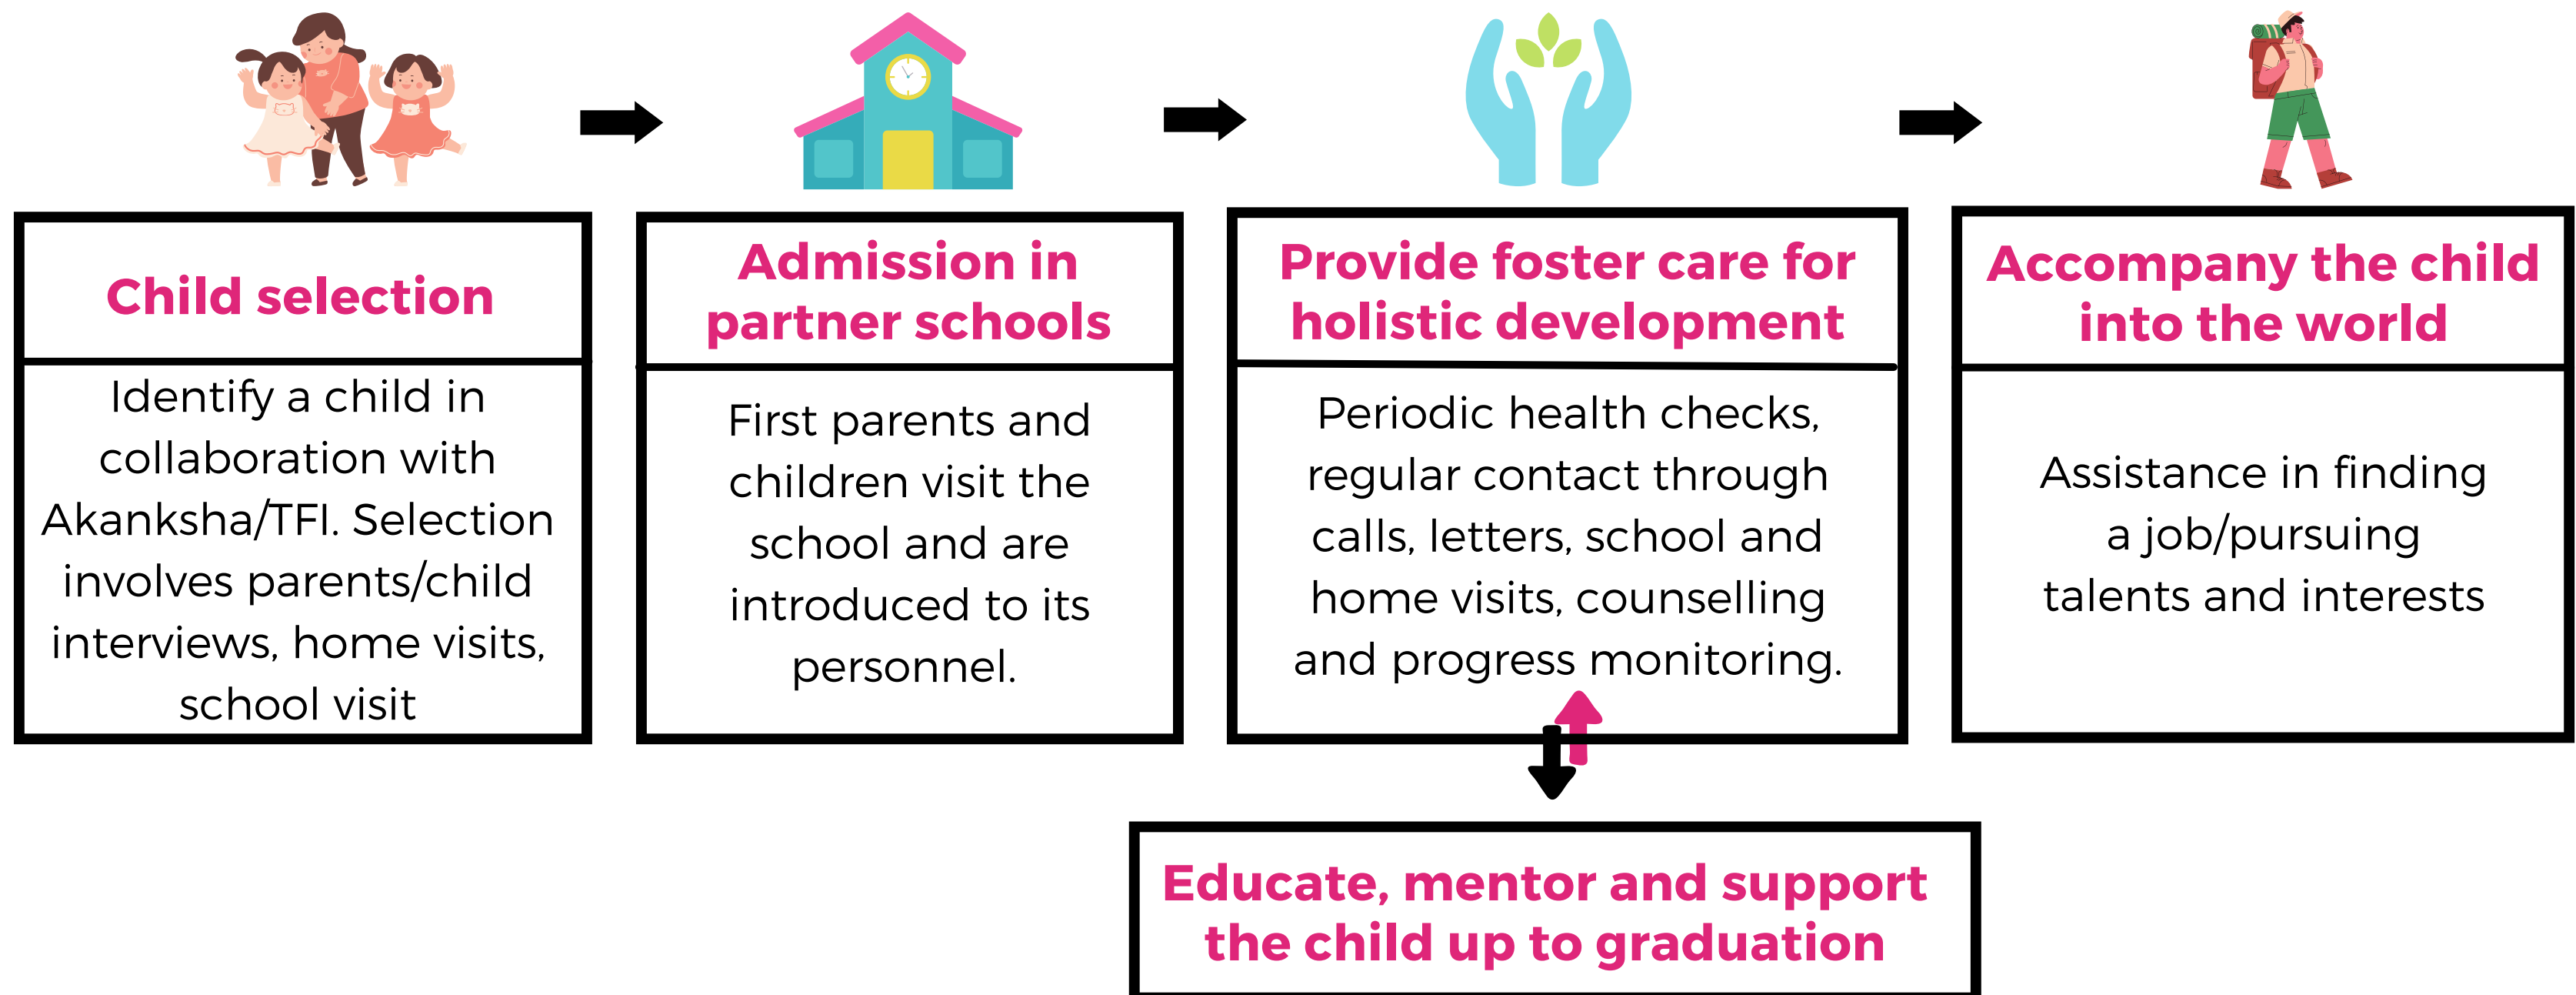 Child selection
Identify a child in
collaboration with
Akanksha/TFI. Selection
involves parents/child
interviews, home visits,
school visit
Admission in
partner schools
First parents and
children visit the
school and are
introduced to its
personnel.
Provide foster care for
holistic development
Periodic health checks,
regular contact through
calls, letters, school and
home visits, counselling
and progress monitoring.
Accompany the child
into the world
Assistance in finding
a job/pursuing
talents and interests
Educate, mentor and support
the child up to graduation